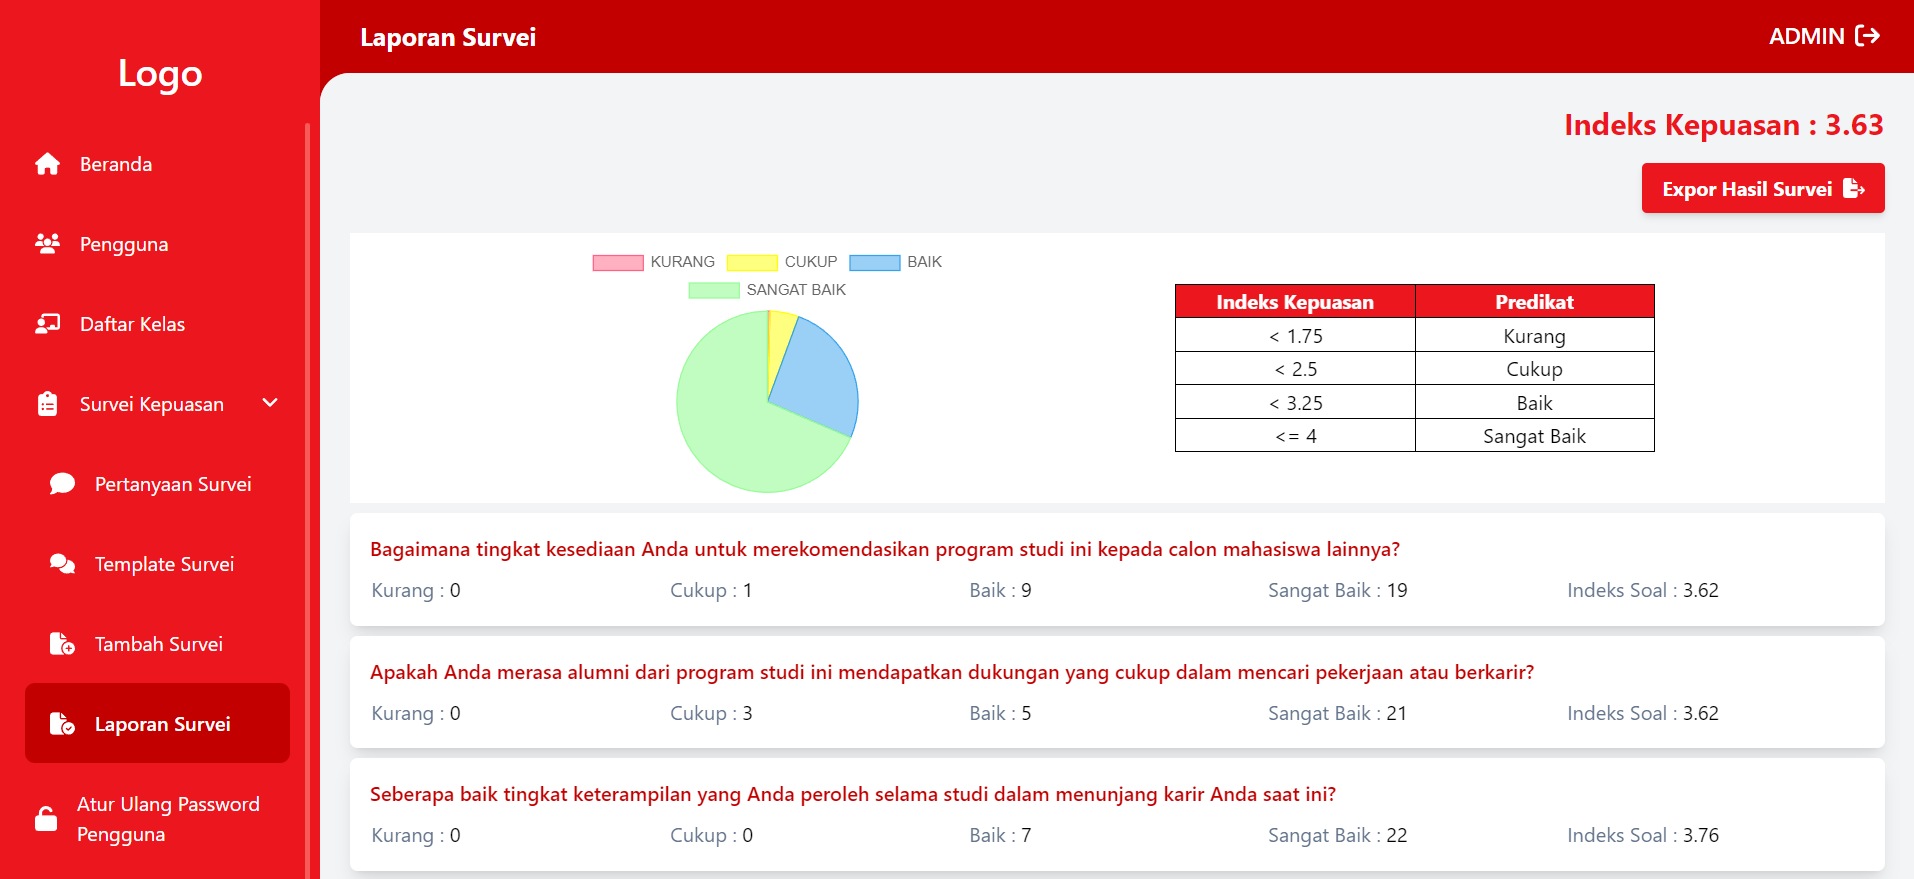 Logo
Beranda
Pengguna
Daftar Kelas
Survei Kepuasan
Pertanyaan Survei
Template Survei
Tambah Survei
Laporan Survei
Atur Ulang Password
Pengguna
Laporan Survei
ADMIN
Indeks Kepuasan : 3.63
Expor Hasil Survei
KURANG CUKUP BAIK
SANGAT BAIK
Indeks Kepuasan Predikat
< 1.75 Kurang
< 2.5 Cukup
< 3.25 Baik
<= 4 Sangat Baik
Bagaimana tingkat kesediaan Anda untuk merekomendasikan program studi ini kepada calon mahasiswa lainnya?
Kurang : 0 Cukup : 1 Baik : 9 Sangat Baik : 19 Indeks Soal : 3.62
Apakah Anda merasa alumni dari program studi ini mendapatkan dukungan yang cukup dalam mencari pekerjaan atau berkarir?
Kurang : 0 Cukup : 3 Baik : 5 Sangat Baik : 21 Indeks Soal : 3.62
Seberapa baik tingkat keterampilan yang Anda peroleh selama studi dalam menunjang karir Anda saat ini?
Kurang : 0 Cukup : 0 Baik : 7 Sangat Baik : 22 Indeks Soal : 3.76